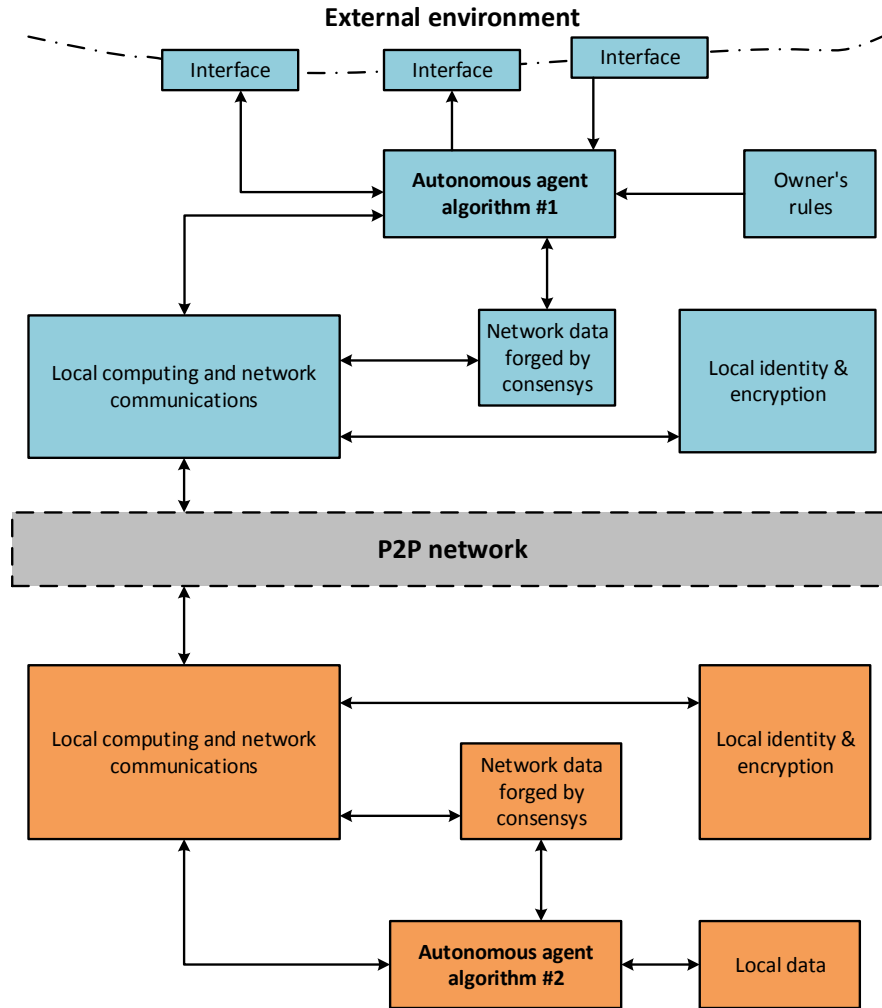 External environment
Interface
Interface
Interface
Autonomous agent
algorithm #1
Owner's
rules
Local computing and network
communications
Network data
forged by
consensys
Local identity &
encryption
P2P network
Local computing and network
communications
Network data
forged by
consensys
Local identity &
encryption
Autonomous agent
algorithm #2
Local data